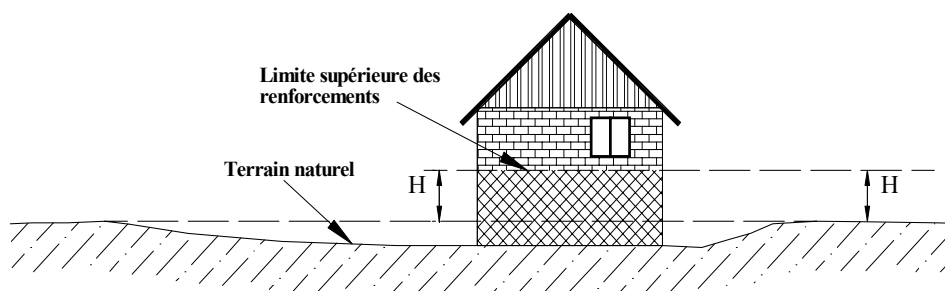 Limite supérieure des
renforcements
Terrain naturel
H
H